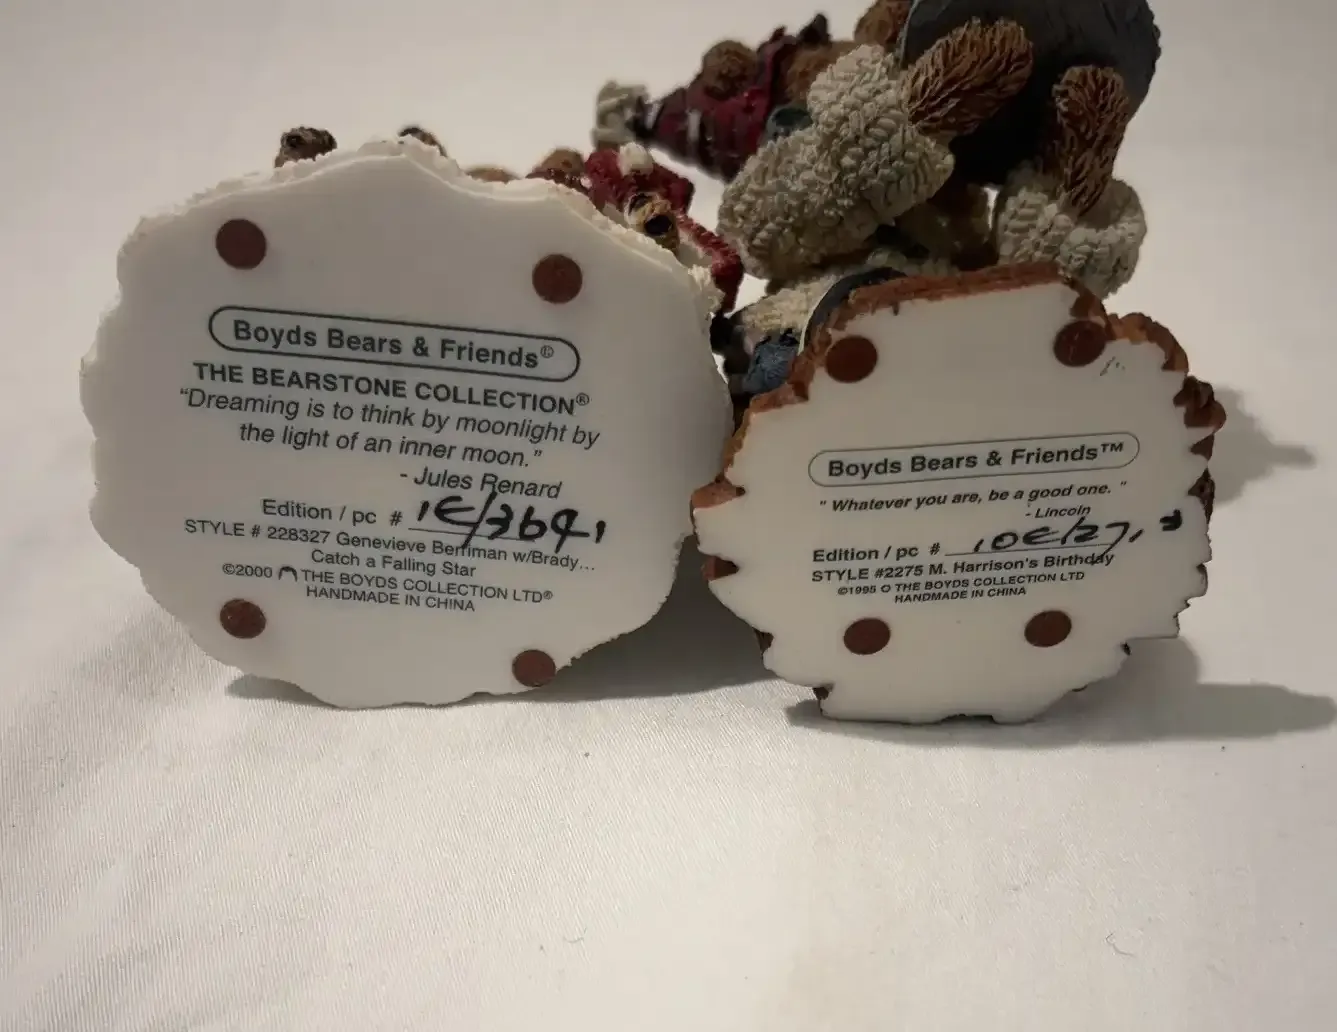 Boyds Bears & Friends®
THE BEARSTONE COLLECTION®
“Dreaming is to think by moonlight by
the light of an inner moon.”
- Jules Renard
Edition / pc # 1E/3641
STYLE # 228327 Genevieve Berriman w/Brady...
Catch a Falling Star
©2000 THE BOYDS COLLECTION LTD®
HANDMADE IN CHINA
Boyds Bears & Friends™
" Whatever you are, be a good one. "
- Lincoln
Edition / pc #
STYLE #2275 M. Harrison's Birthday
©1995 THE BOYDS COLLECTION LTD
HANDMADE IN CHINA